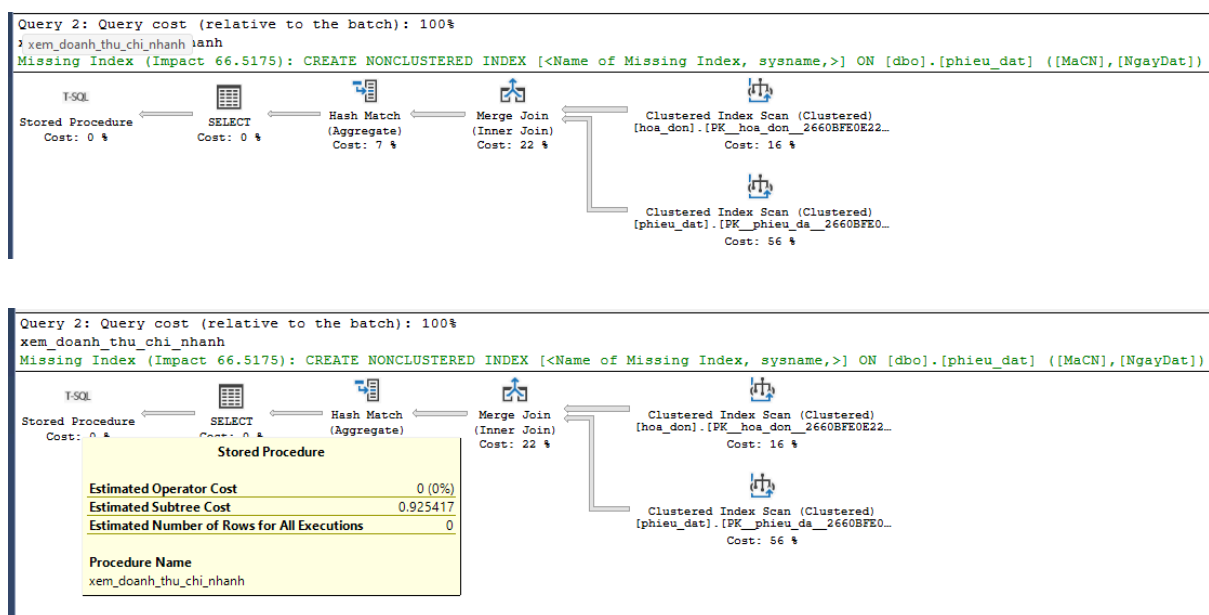 Query 2: Query cost (relative to the batch): 100%
xem_doanh_thu_chi_nhanh anh
Missing Index (Impact 66.5175): CREATE NONCLUSTERED INDEX [<Name of Missing Index, sysname,>] ON [dbo].[phieu_dat] ([MaCN],[NgayDat])
T-SQL
Stored Procedure
Cost: 0 %
SELECT
Cost: 0 %
Hash Match
(Aggregate)
Cost: 7 %
Merge Join
(Inner Join)
Cost: 22 %
Clustered Index Scan (Clustered)
[hoa_don].[PK__hoa_don__2660BFE0E22…
Cost: 16 %
Clustered Index Scan (Clustered)
[phieu_dat].[PK__phieu_da__2660BFE0…
Cost: 56 %
Query 2: Query cost (relative to the batch): 100%
xem_doanh_thu_chi_nhanh
Missing Index (Impact 66.5175): CREATE NONCLUSTERED INDEX [<Name of Missing Index, sysname,>] ON [dbo].[phieu_dat] ([MaCN],[NgayDat])
T-SQL
Stored Procedure
Cost: 0 %
SELECT
Cost: 0 %
Hash Match
(Aggregate)
Merge Join
(Inner Join)
Cost: 22 %
Clustered Index Scan (Clustered)
[hoa_don].[PK__hoa_don__2660BFE0E22…
Cost: 16 %
Clustered Index Scan (Clustered)
[phieu_dat].[PK__phieu_da__2660BFE0…
Cost: 56 %
Stored Procedure
Estimated Operator Cost 0 (0%)
Estimated Subtree Cost 0.925417
Estimated Number of Rows for All Executions 0
Procedure Name
xem_doanh_thu_chi_nhanh